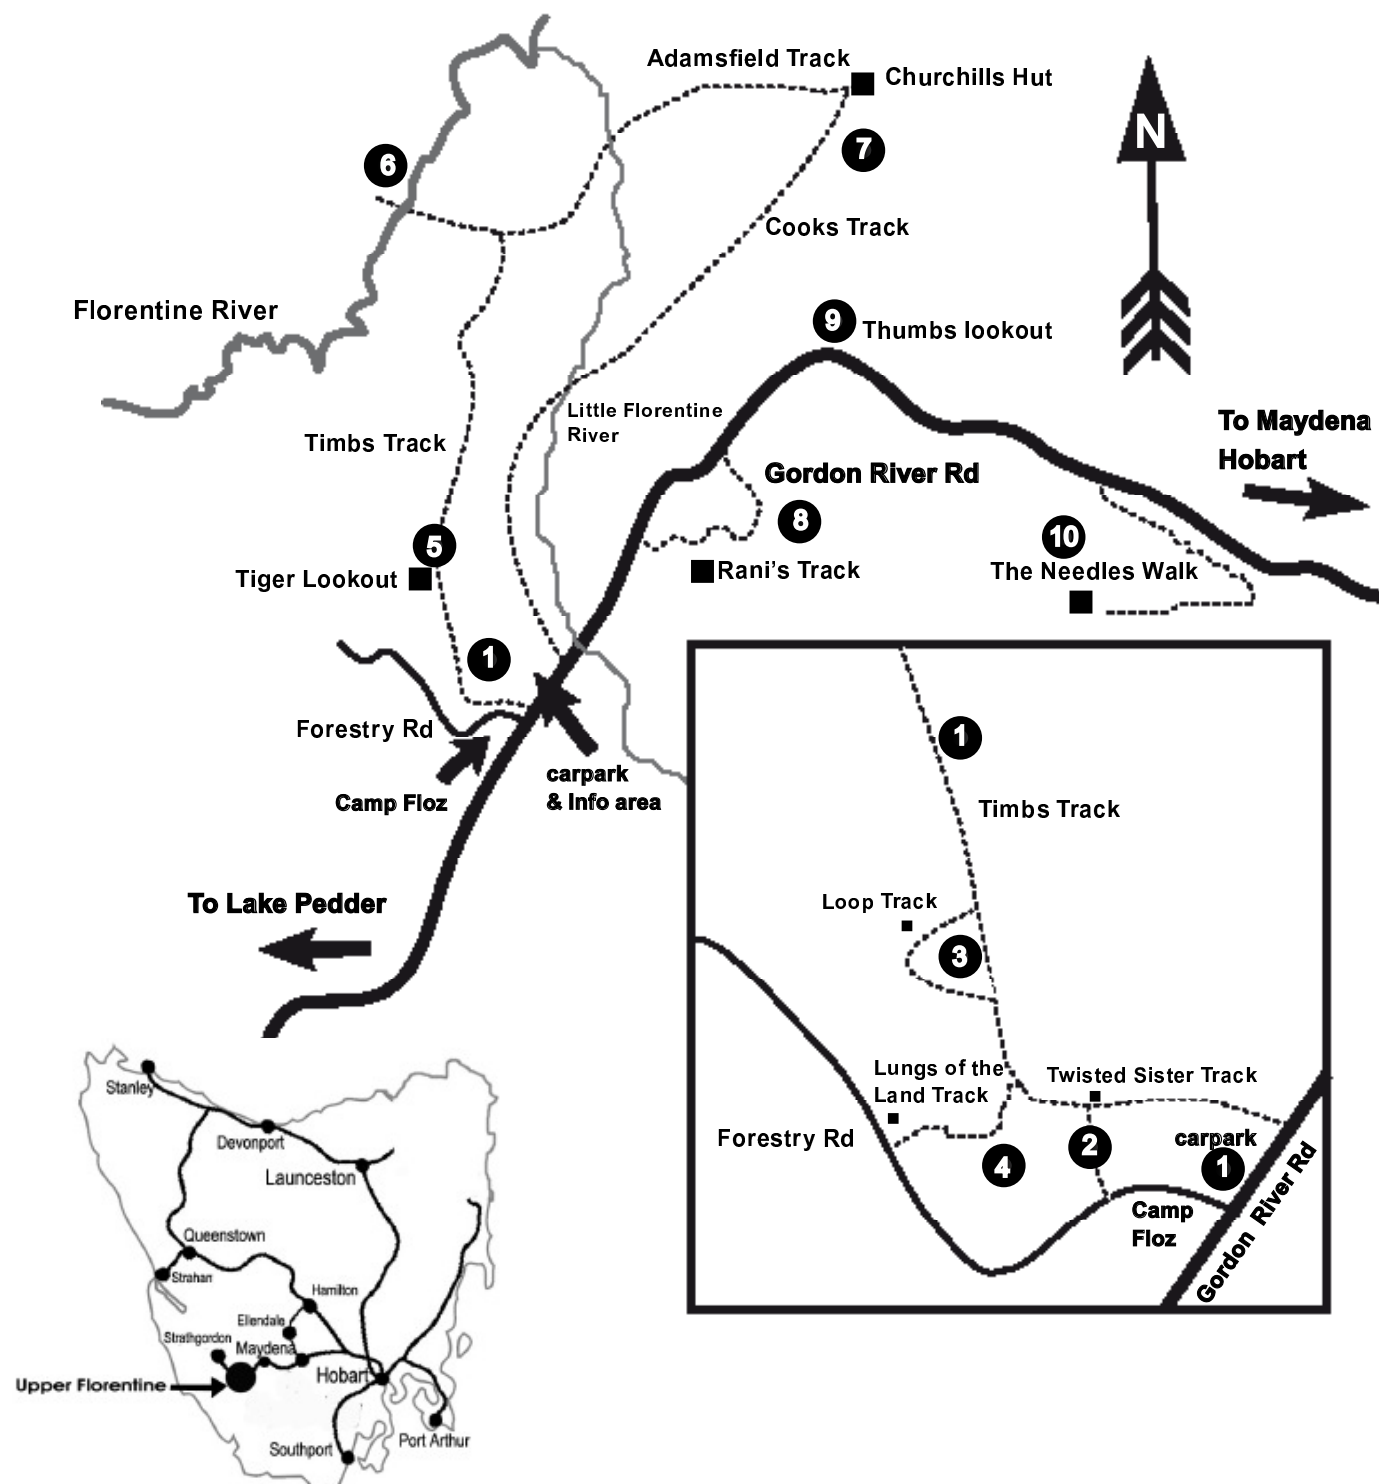 Adamsfield Track
Churchills Hut
N
6
7
Cooks Track
Florentine River
9
Thumbs lookout
Little Florentine
River
To Maydena
Hobart
Timbs Track
Gordon River Rd
8
10
5
Tiger Lookout
Rani's Track
The Needles Walk
1
Forestry Rd
carpark
& Info area
Camp Floz
To Lake Pedder
1
Timbs Track
Loop Track
3
Lungs of the
Land Track
Twisted Sister Track
Forestry Rd
4
2
carpark
1
Camp
Floz
Gordon River Rd
Stanley
Devonport
Launceston
Queenstown
Strahan
Hamilton
Ellendale
Strathgordon
Maydena
Hobart
Upper Florentine
Southport
Port Arthur